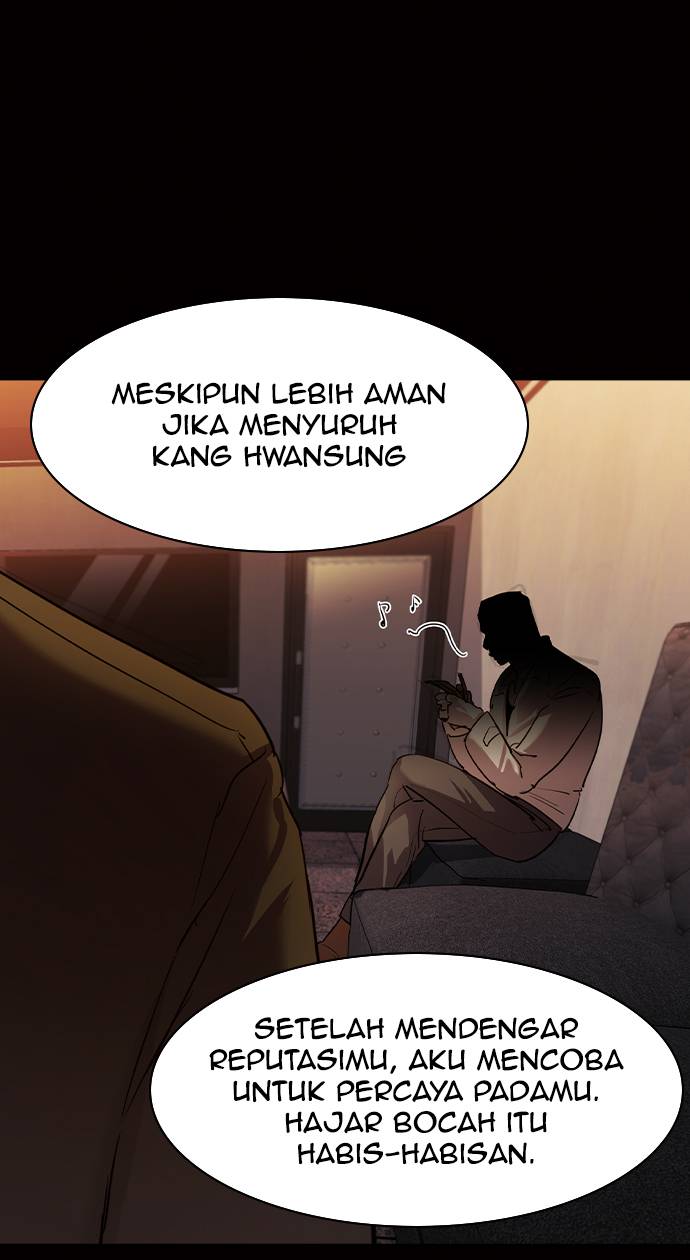 MESKIPUN LEBIH AMAN
JIKA MENYURUH
KANG HWANSUNG
SETELAH MENDENGAR
REPUTASIMU, AKU MENCOBA
UNTUK PERCAYA PADAMU.
HAJAR BOCAH ITU
HABIS-HABISAN.